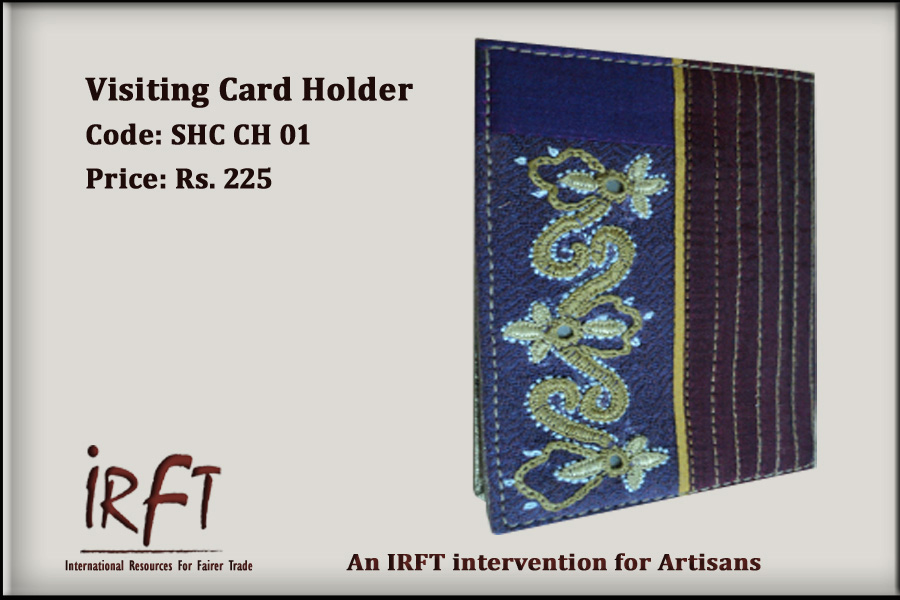 Visiting Card Holder
Code: SHC CH 01
Price: Rs. 225
iRFT
International Resources For Fairer Trade
An IRFT intervention for Artisans